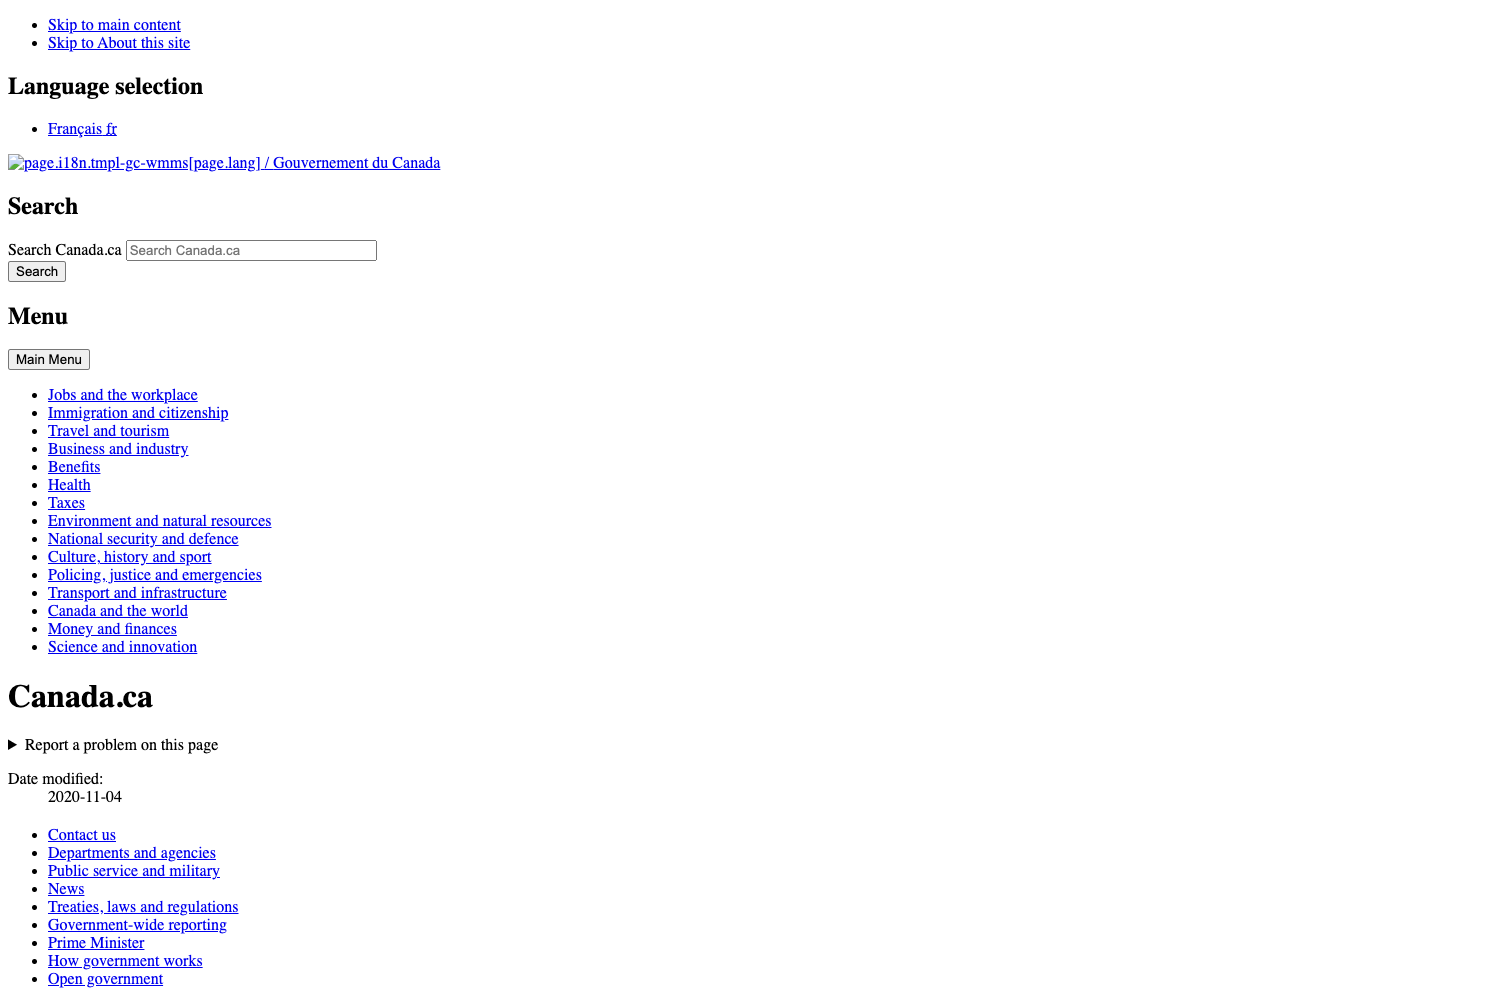 Skip to main content
Skip to About this site
Language selection
Français fr
page.i18n.tmpl-gc-wmms[page.lang] / Gouvernement du Canada
Search
Search Canada.ca Search Canada.ca
Search
Menu
Main Menu
Jobs and the workplace
Immigration and citizenship
Travel and tourism
Business and industry
Benefits
Health
Taxes
Environment and natural resources
National security and defence
Culture, history and sport
Policing, justice and emergencies
Transport and infrastructure
Canada and the world
Money and finances
Science and innovation
Canada.ca
Report a problem on this page
Date modified:
2020-11-04
Contact us
Departments and agencies
Public service and military
News
Treaties, laws and regulations
Government-wide reporting
Prime Minister
How government works
Open government